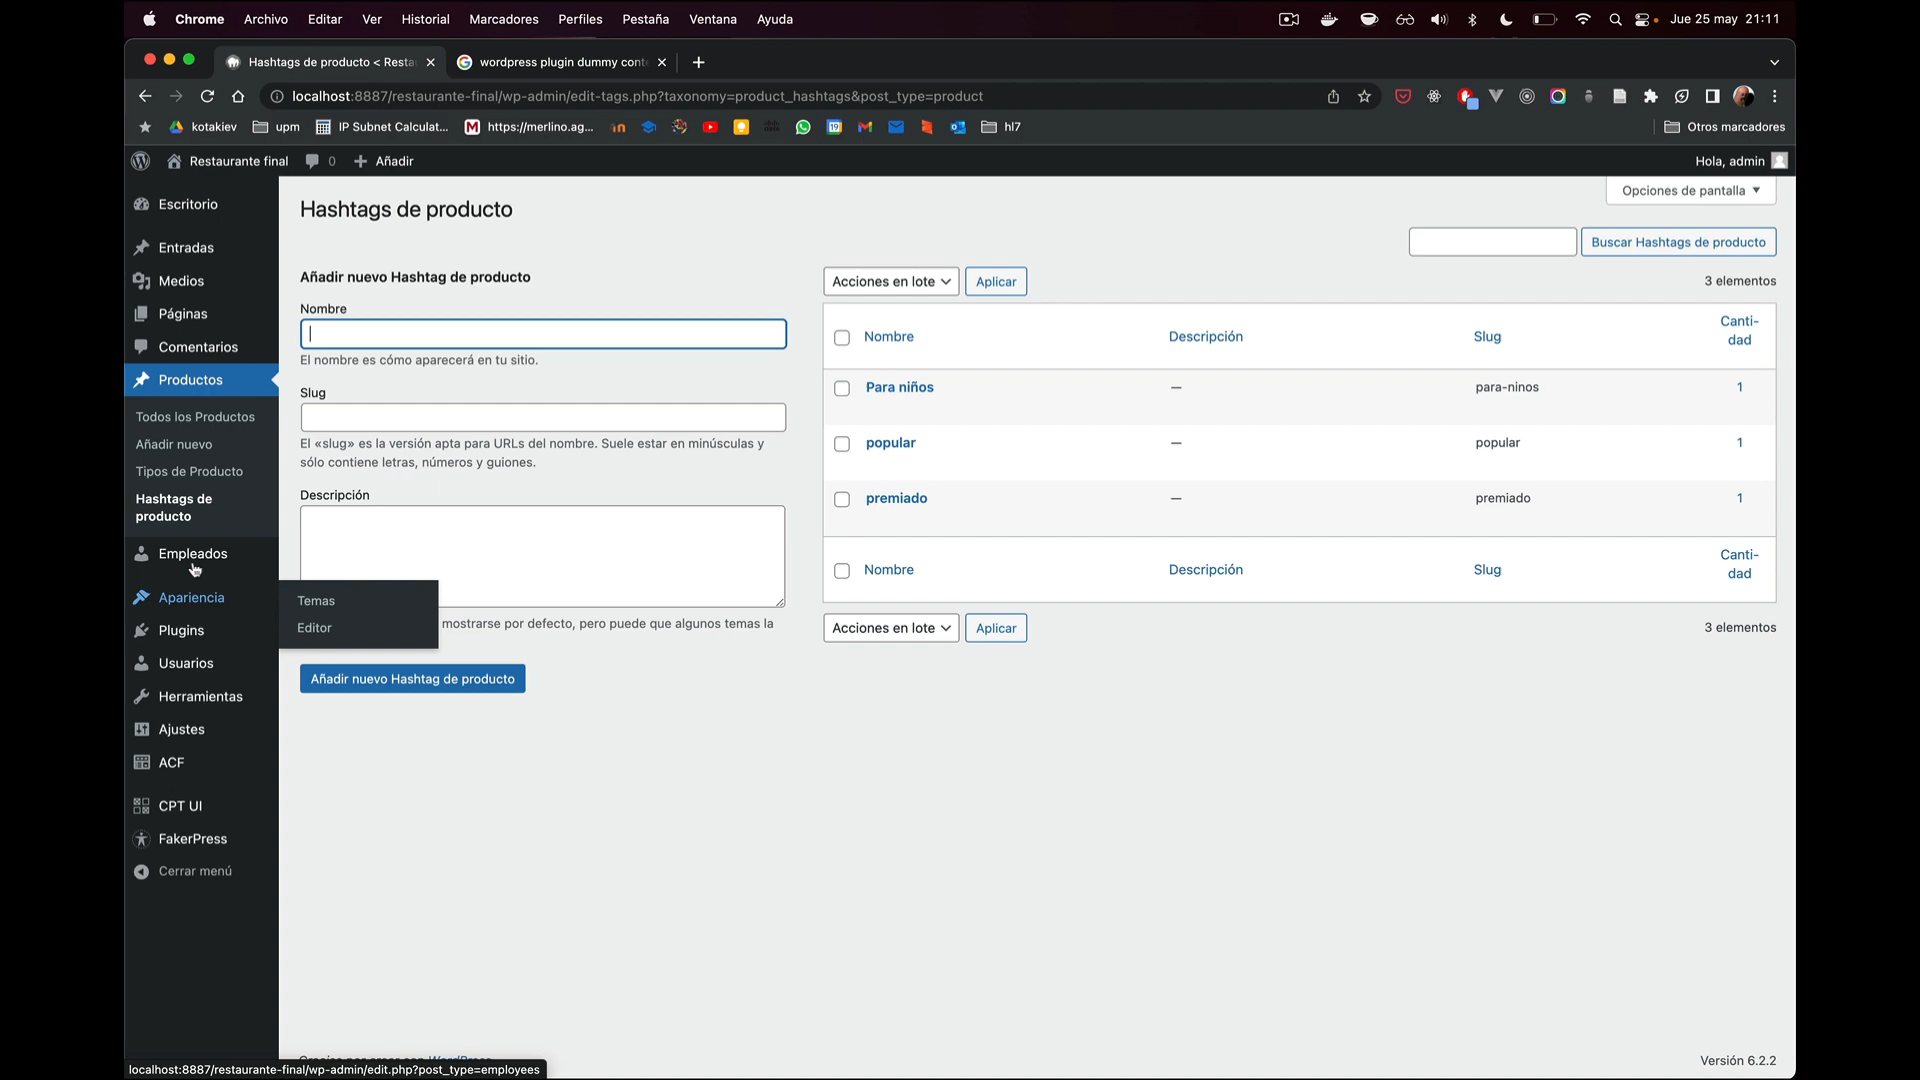 Chrome Archivo Editar Ver Historial Marcadores Perfiles Pestaña Ventana Ayuda Jue 25 may 21:11
Hashtags de producto < Resta wordpress plugin dummy cont
localhost:8887/restaurante-final/wp-admin/edit-tags.php?taxonomy=product_hashtags&post_type=product
kotakiev upm IP Subnet Calculat... https://merlino.ag... hl7 Otros marcadores
Restaurante final 0 Añadir Hola, admin
Opciones de pantalla
Hashtags de producto
Buscar Hashtags de producto
Escritorio
Entradas
Medios
Páginas
Comentarios
Productos
Todos los Productos
Añadir nuevo
Tipos de Producto
Hashtags de
producto
Empleados
Apariencia
Temas
Editor
Plugins
Usuarios
Herramientas
Ajustes
ACF
CPT UI
FakerPress
Cerrar menú
Añadir nuevo Hashtag de producto
Nombre
El nombre es cómo aparecerá en tu sitio.
Slug
El «slug» es la versión apta para URLs del nombre. Suele estar en minúsculas y
sólo contiene letras, números y guiones.
Descripción
mostrarse por defecto, pero puede que algunos temas la
Añadir nuevo Hashtag de producto
Acciones en lote Aplicar 3 elementos
Nombre Descripción Slug Canti-
dad
Para niños — para-ninos 1
popular — popular 1
premiado — premiado 1
Nombre Descripción Slug Canti-
dad
Acciones en lote Aplicar 3 elementos
Versión 6.2.2
localhost:8887/restaurante-final/wp-admin/edit.php?post_type=employees